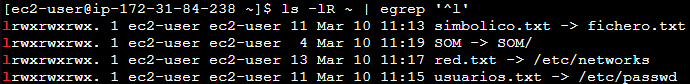 [ec2-user@ip-172-31-84-238 ~]$ ls -lR ~ | egrep '^l'
lrwxrwxrwx. 1 ec2-user ec2-user 11 Mar 10 11:13 simbolico.txt -> fichero.txt
lrwxrwxrwx. 1 ec2-user ec2-user  4 Mar 10 11:19 SOM -> SOM/
lrwxrwxrwx. 1 ec2-user ec2-user 13 Mar 10 11:17 red.txt -> /etc/networks
lrwxrwxrwx. 1 ec2-user ec2-user 11 Mar 10 11:15 usuarios.txt -> /etc/passwd